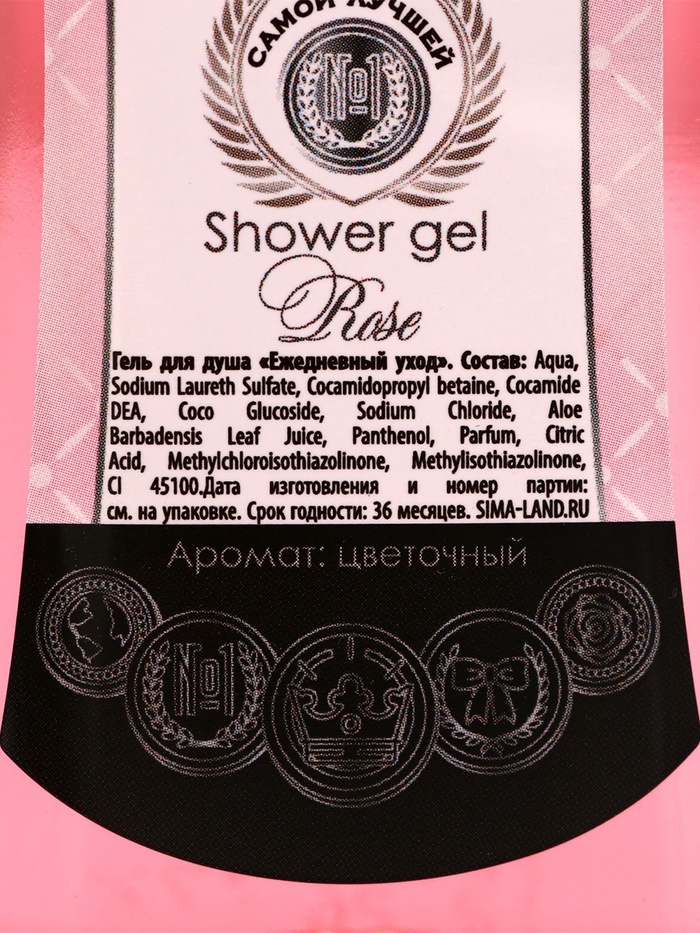 САМОЙ ЛУЧШЕЙ
№1
Shower gel
Rose
Гель для душа «Ежедневный уход». Состав: Aqua,
Sodium Laureth Sulfate, Cocamidopropyl betaine, Cocamide
DEA, Coco Glucoside, Sodium Chloride, Aloe
Barbadensis Leaf Juice, Panthenol, Parfum, Citric
Acid, Methylchloroisothiazolinone, Methylisothiazolinone,
CI 45100.Дата изготовления и номер партии:
см. на упаковке. Срок годности: 36 месяцев. SIMA-LAND.RU
Аромат: цветочный
№1